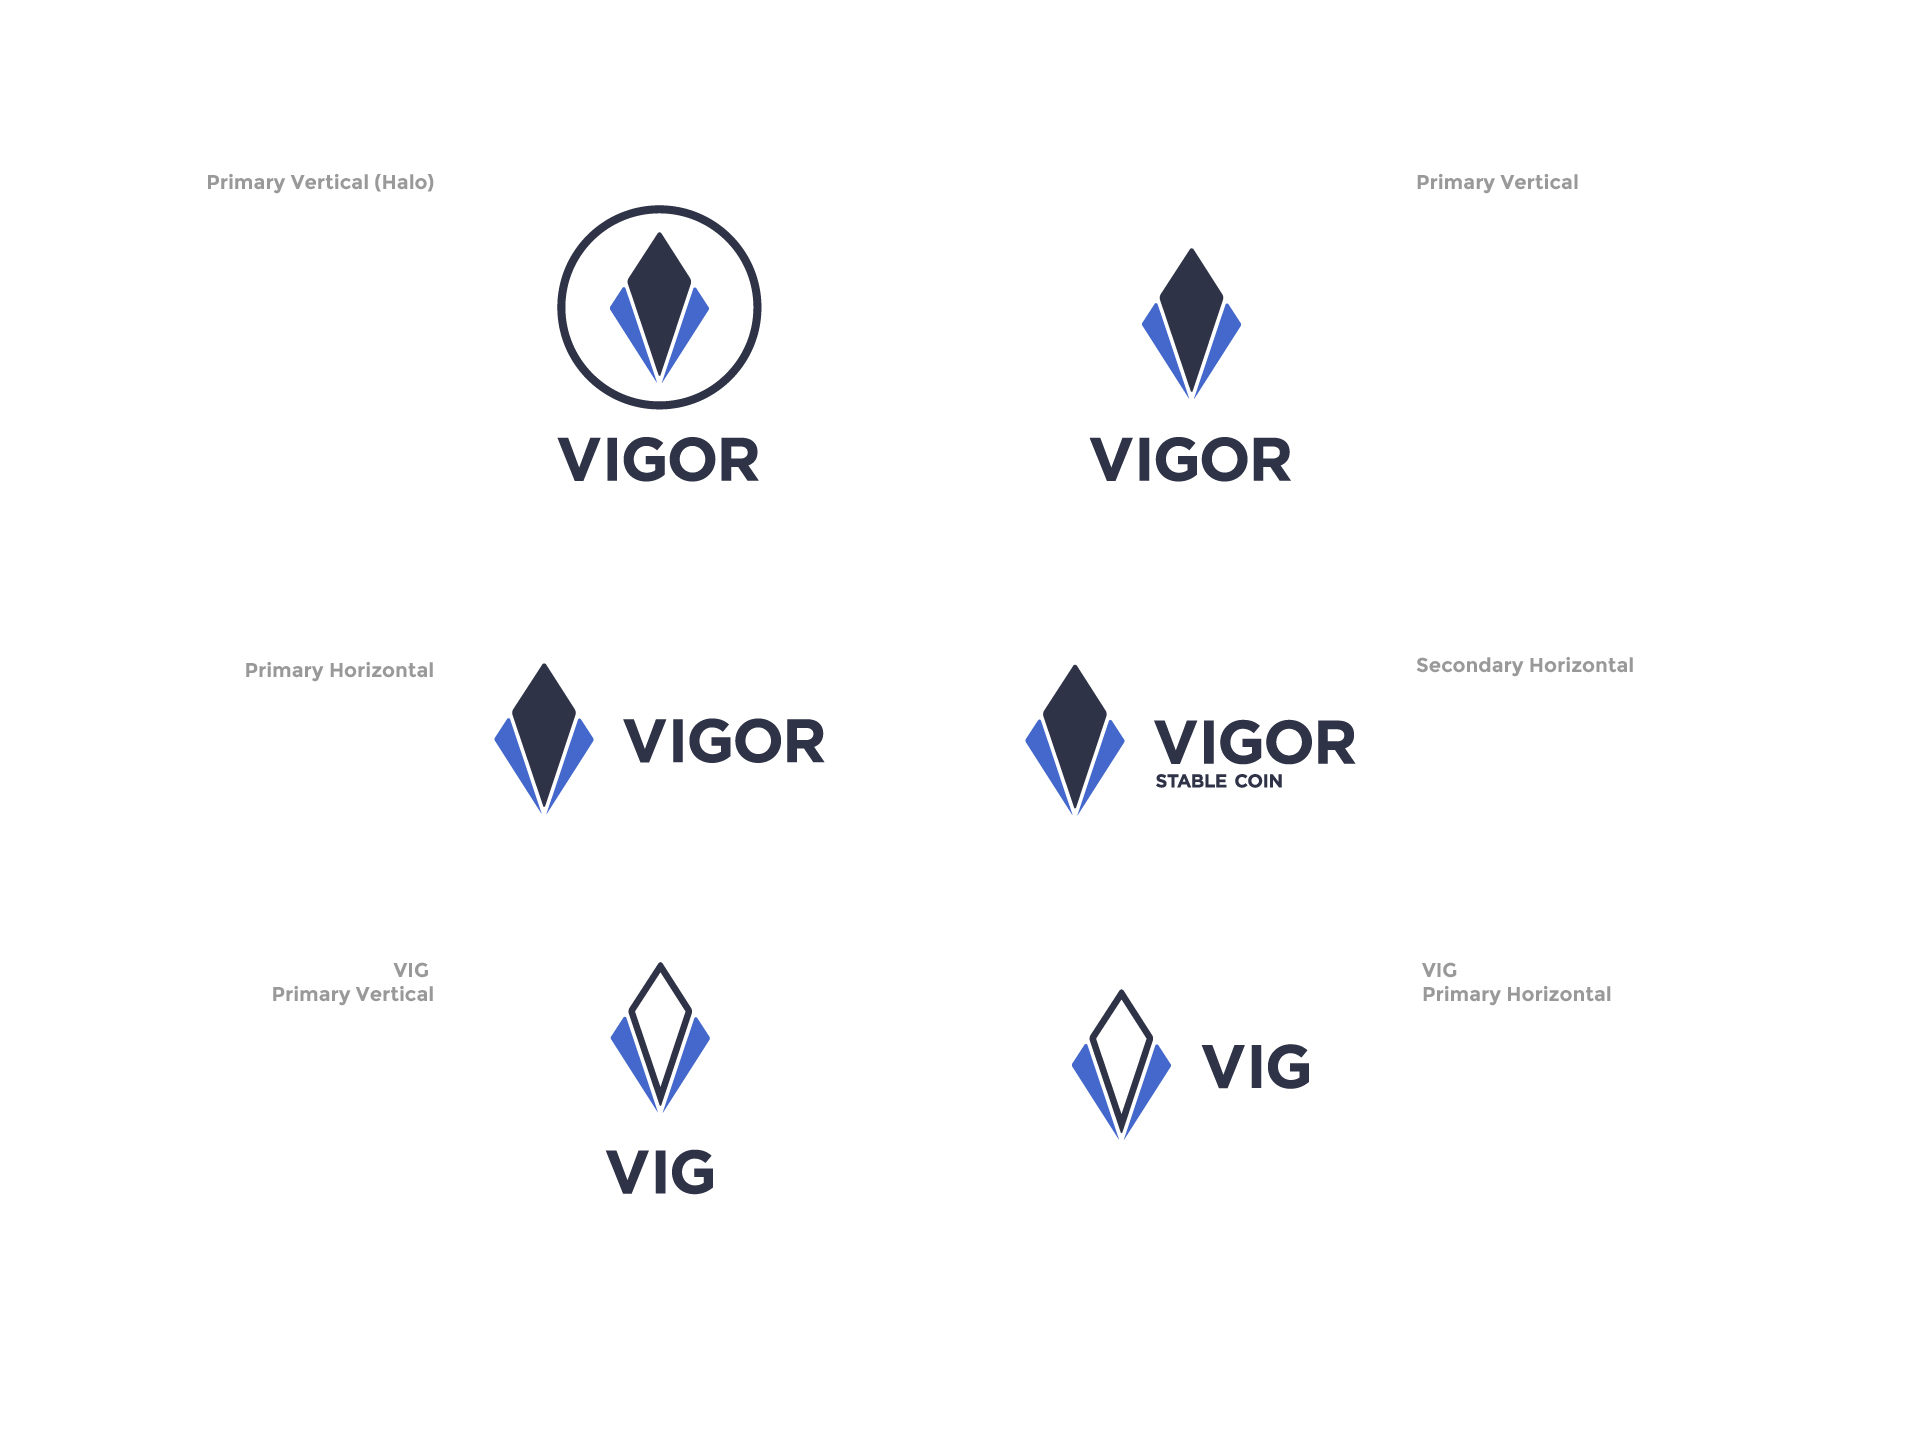 Primary Vertical (Halo)
VIGOR
Primary Vertical
VIGOR
Primary Horizontal
VIGOR
Secondary Horizontal
VIGOR
STABLE COIN
VIG
Primary Vertical
VIG
VIG
Primary Horizontal
VIG